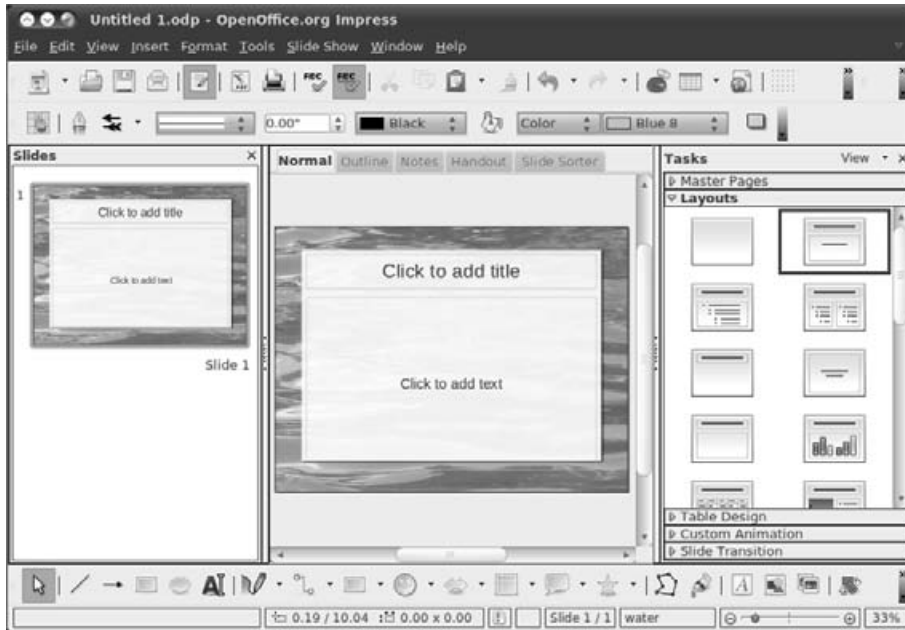 Untitled 1.odp - OpenOffice.org Impress
File Edit View Insert Format Tools Slide Show Window Help
0.00" Black Color Blue 8
Slides
1
Click to add title
Click to add text
Slide 1
Normal Outline Notes Handout Slide Sorter
Click to add title
Click to add text
Tasks View
Master Pages
Layouts
Table Design
Custom Animation
Slide Transition
0.19 / 10.04 0.00 x 0.00 Slide 1 / 1 water 33%